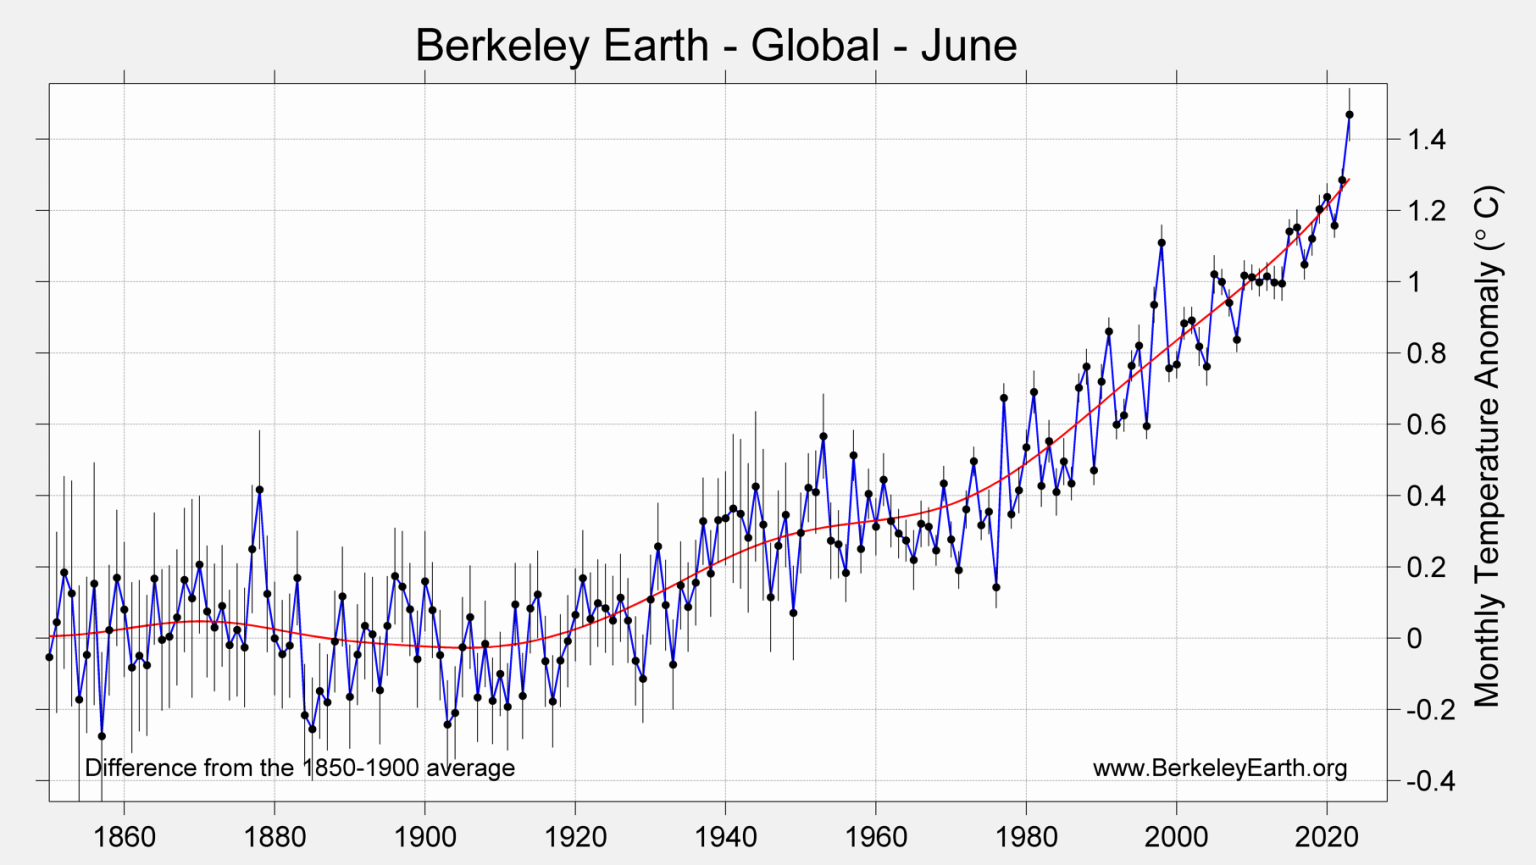 Berkeley Earth - Global - June
1.4
1.2
1
0.8
0.6
0.4
0.2
0
-0.2
-0.4
Monthly Temperature Anomaly (° C)
Difference from the 1850-1900 average
www.BerkeleyEarth.org
1860 1880 1900 1920 1940 1960 1980 2000 2020